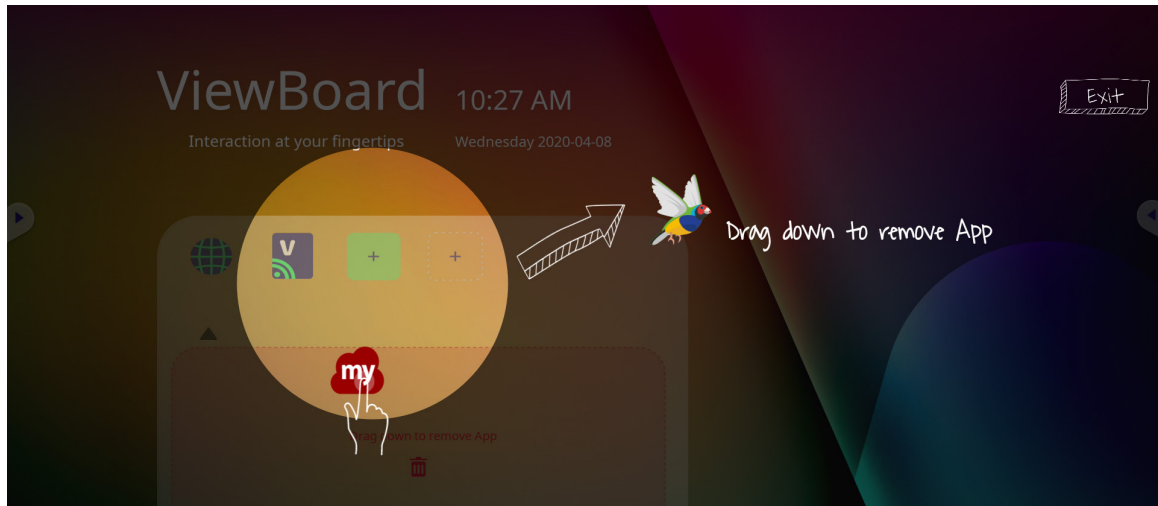 ViewBoard
10:27 AM
Exit
Interaction at your fingertips
Wednesday 2020-04-08
Drag down to remove App
V
+
+
my
Drag down to remove App